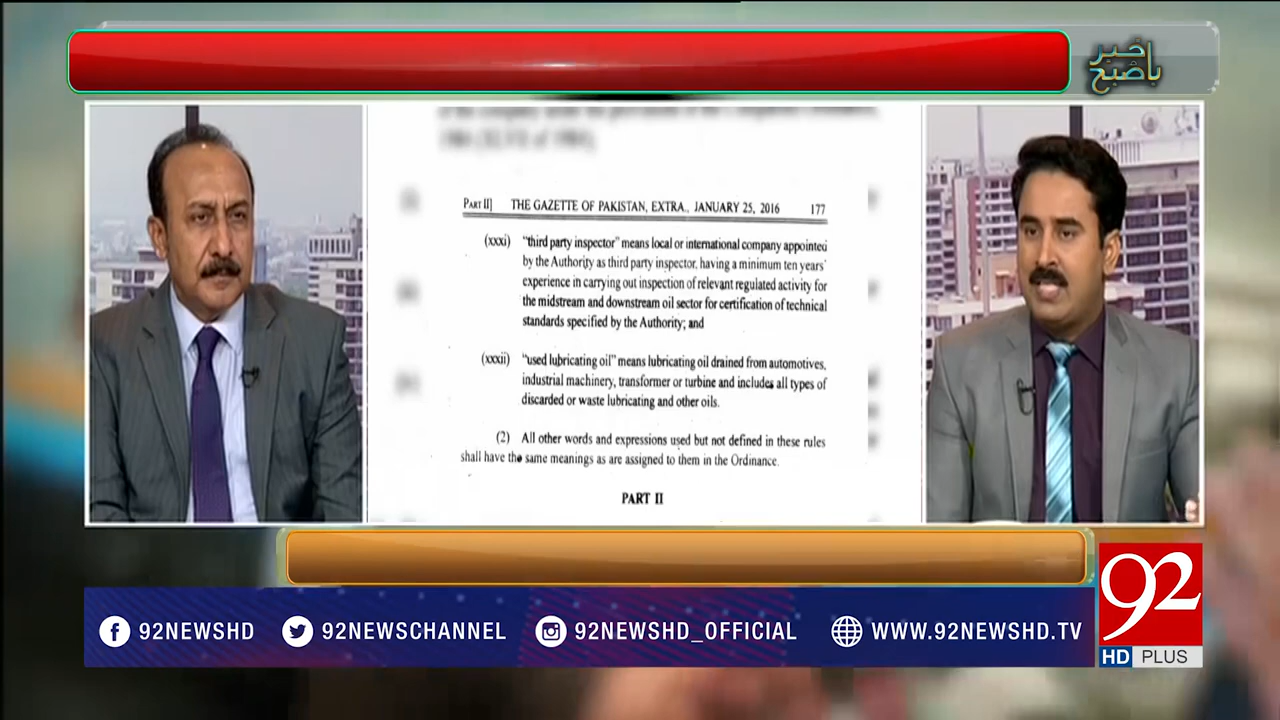 باخبر
صبح
PART II] THE GAZETTE OF PAKISTAN, EXTRA., JANUARY 25, 2016 177
(xxxi) "third party inspector" means local or international company appointed
by the Authority as third party inspector, having a minimum ten years'
experience in carrying out inspection of relevant regulated activity for
the midstream and downstream oil sector for certification of technical
standards specified by the Authority; and
(xxxii) "used lubricating oil" means lubricating oil drained from automotives,
industrial machinery, transformer or turbine and includes all types of
discarded or waste lubricating and other oils.
(2) All other words and expressions used but not defined in these rules
shall have the same meanings as are assigned to them in the Ordinance.
PART II
92NEWSHD 92NEWSCHANNEL 92NEWSHD_OFFICIAL WWW.92NEWSHD.TV
92
HD PLUS